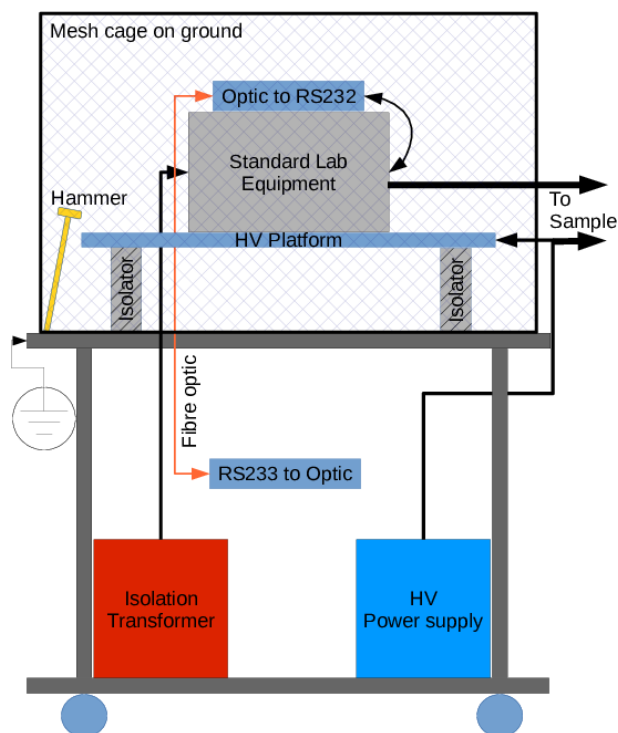 Mesh cage on ground
Optic to RS232
Standard Lab
Equipment
Hammer
To
Sample
HV Platform
Isolator
Isolator
Fibre optic
RS233 to Optic
Isolation
Transformer
HV
Power supply